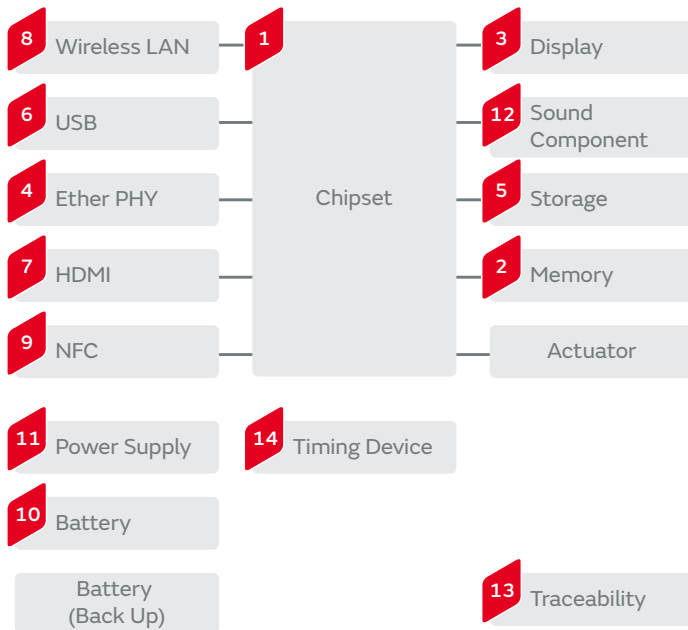 8
Wireless LAN
1
3
Display
6
USB
12
Sound
Component
4
Ether PHY
Chipset
5
Storage
7
HDMI
2
Memory
9
NFC
Actuator
11
Power Supply
14
Timing Device
10
Battery
Battery
(Back Up)
13
Traceability